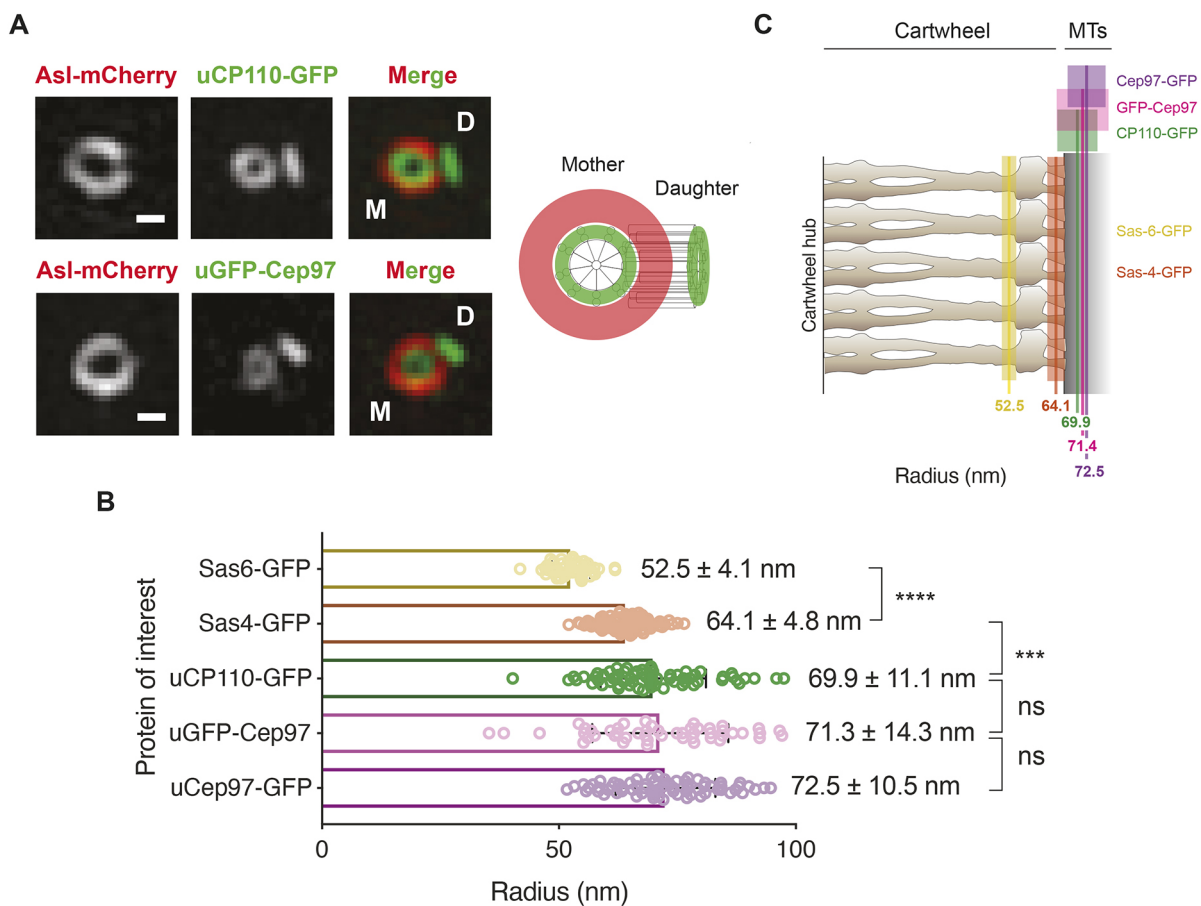 A
Asl-mCherry uCP110-GFP Merge
D
M
Asl-mCherry uGFP-Cep97 Merge
D
M
Mother
Daughter
C
Cartwheel MTs
Cep97-GFP
GFP-Cep97
CP110-GFP
Cartwheel hub
Sas-6-GFP
Sas-4-GFP
52.5
64.1
69.9
71.4
72.5
Radius (nm)
B
Protein of interest
Sas6-GFP 52.5 ± 4.1 nm
****
Sas4-GFP 64.1 ± 4.8 nm
***
uCP110-GFP 69.9 ± 11.1 nm
ns
uGFP-Cep97 71.3 ± 14.3 nm
ns
uCep97-GFP 72.5 ± 10.5 nm
0 50 100
Radius (nm)